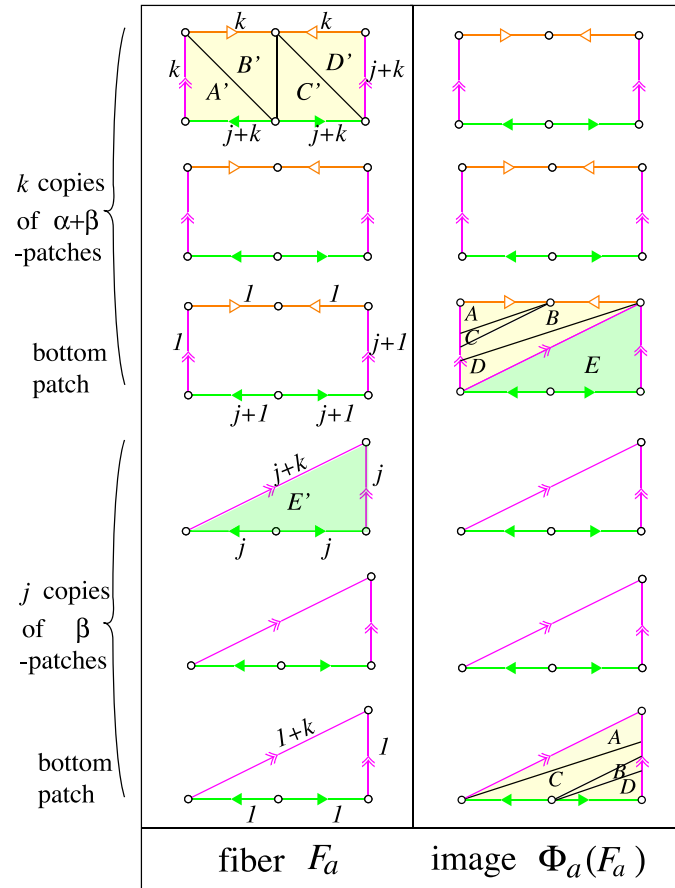 k k
k B' D' j+k
A' C'
j+k j+k
k copies
of α+β
-patches
1 1
1 j+1
bottom
patch
j+1 j+1
A B
C
D
E
j+k
j
E'
j j
j copies
of β
-patches
1+k
1
bottom
patch
1 1
A
C B
D
fiber F_a image Φ_a(F_a)